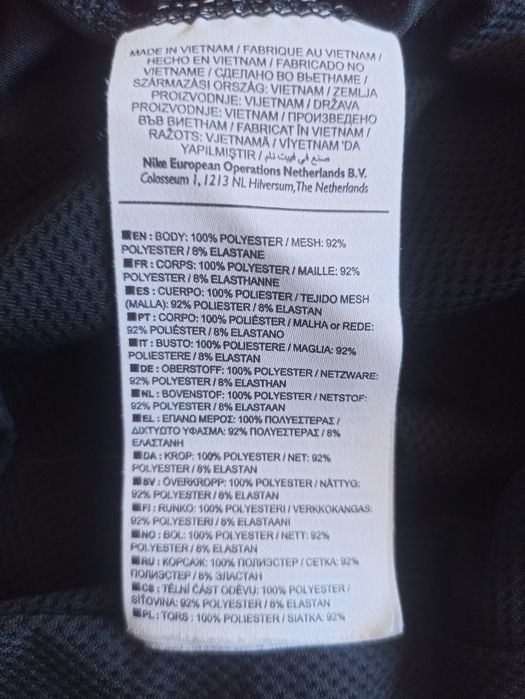 MADE IN VIETNAM / FABRIQUE AU VIETNAM /
HECHO EN VIETNAM / FABRICADO NO
VIETNAME / СДЕЛАНО ВО ВЬЕТНАМЕ /
SZÁRMAZÁSI ORSZÁG: VIETNAM / ZEMLJA
PROIZVODNJE: VIJETNAM / DRŽAVA
PROIZVODNJE: VIETNAM / ПРОИЗВЕДЕНО
ВЪВ ВИЕТНАМ / FABRICAT ÎN VIETNAM /
RAŽOTS: VJETNAMĀ / VİYETNAM 'DA
YAPILMIŞTIR / صنع في فييت نام
Nike European Operations Netherlands B.V.
Colosseum 1, 1213 NL Hilversum, The Netherlands
■EN : BODY: 100% POLYESTER / MESH: 92%
POLYESTER / 8% ELASTANE
■FR : CORPS: 100% POLYESTER / MAILLE: 92%
POLYESTER / 8% ELASTHANNE
■ES : CUERPO: 100% POLIESTER / TEJIDO MESH
(MALLA): 92% POLIESTER / 8% ELASTAN
■PT : CORPO: 100% POLIÉSTER / MALHA or REDE:
92% POLIÉSTER / 8% ELASTANO
■IT : BUSTO: 100% POLIESTERE / MAGLIA: 92%
POLIESTERE / 8% ELASTAN
■DE : OBERSTOFF: 100% POLYESTER / NETZWARE:
92% POLYESTER / 8% ELASTHAN
■NL : BOVENSTOF: 100% POLYESTER / NETSTOF:
92% POLYESTER / 8% ELASTAAN
■EL : ΕΠΑΝΩ ΜΕΡΟΣ: 100% ΠΟΛΥΕΣΤΕΡΑΣ /
ΔΙΧΤΥΩΤΟ ΥΦΑΣΜΑ: 92% ΠΟΛΥΕΣΤΕΡΑΣ / 8%
ΕΛΑΣΤΑΝΗ
■DA : KROP: 100% POLYESTER / NET: 92%
POLYESTER / 8% ELASTAN
■SV : ÖVERKROPP: 100% POLYESTER / NÄTTYG:
92% POLYESTER / 8% ELASTAN
■FI : RUNKO: 100% POLYESTERI / VERKKOKANGAS:
92% POLYESTERI / 8% ELASTAANI
■NO : BOL: 100% POLYESTER / NETT: 92%
POLYESTER / 8% ELASTAN
■RU : КОРСАЖ: 100% ПОЛИЭСТЕР / СЕТКА: 92%
ПОЛИЭСТЕР / 8% ЭЛАСТАН
■CS : TĚLNÍ ČÁST ODĚVU: 100% POLYESTER /
SÍŤOVINA: 92% POLYESTER / 8% ELASTAN
■PL : TORS : 100% POLIESTER / SIATKA: 92%